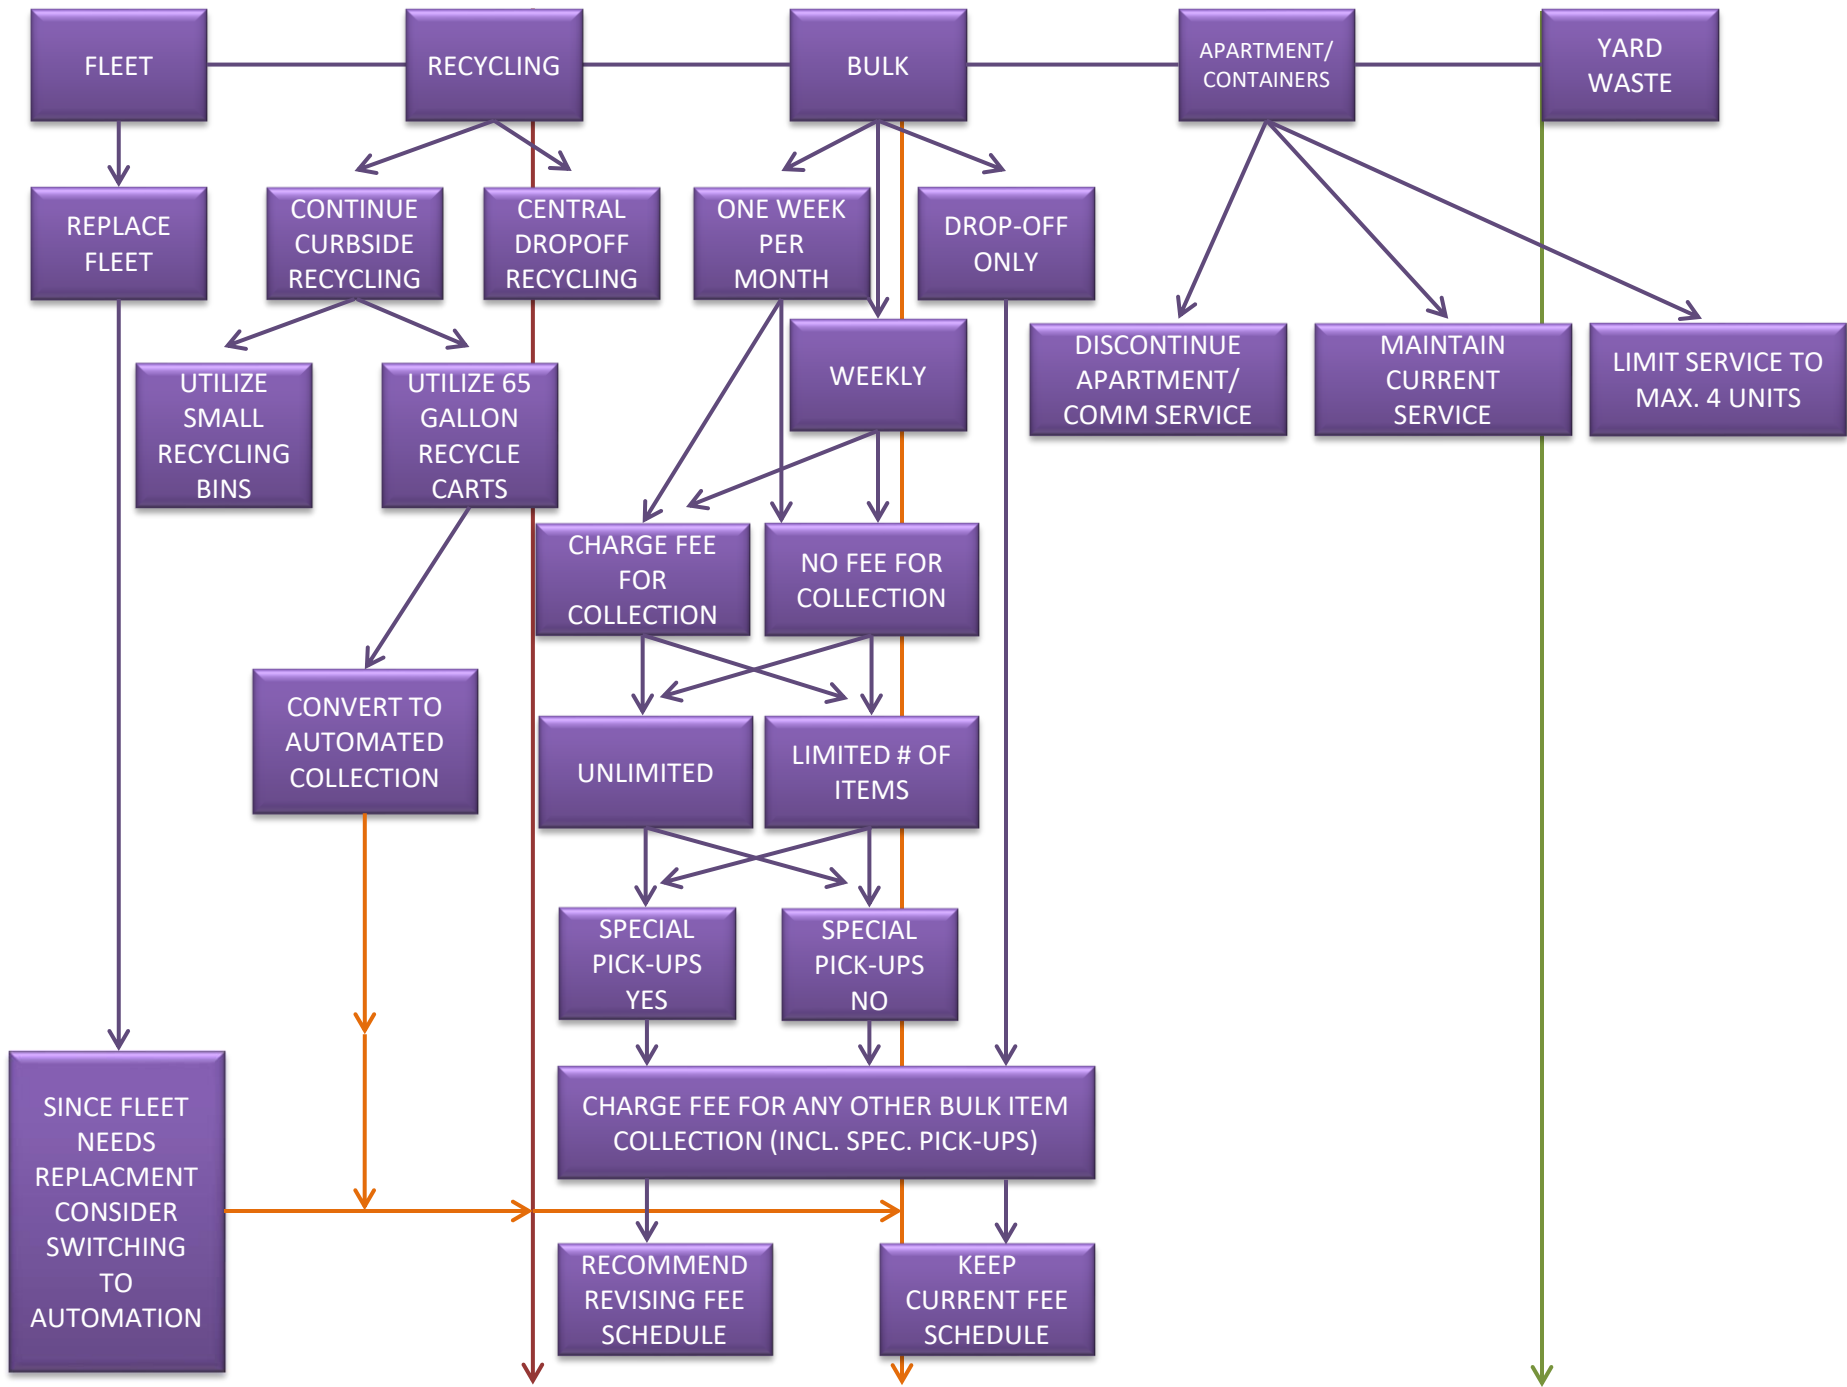 FLEET
RECYCLING
BULK
APARTMENT/
CONTAINERS
YARD
WASTE
REPLACE
FLEET
CONTINUE
CURBSIDE
RECYCLING
CENTRAL
DROPOFF
RECYCLING
ONE WEEK
PER
MONTH
DROP-OFF
ONLY
WEEKLY
DISCONTINUE
APARTMENT/
COMM SERVICE
MAINTAIN
CURRENT
SERVICE
LIMIT SERVICE TO
MAX. 4 UNITS
UTILIZE
SMALL
RECYCLING
BINS
UTILIZE 65
GALLON
RECYCLE
CARTS
CHARGE FEE
FOR
COLLECTION
NO FEE FOR
COLLECTION
CONVERT TO
AUTOMATED
COLLECTION
UNLIMITED
LIMITED # OF
ITEMS
SPECIAL
PICK-UPS
YES
SPECIAL
PICK-UPS
NO
SINCE FLEET
NEEDS
REPLACMENT
CONSIDER
SWITCHING
TO
AUTOMATION
CHARGE FEE FOR ANY OTHER BULK ITEM
COLLECTION (INCL. SPEC. PICK-UPS)
RECOMMEND
REVISING FEE
SCHEDULE
KEEP
CURRENT FEE
SCHEDULE